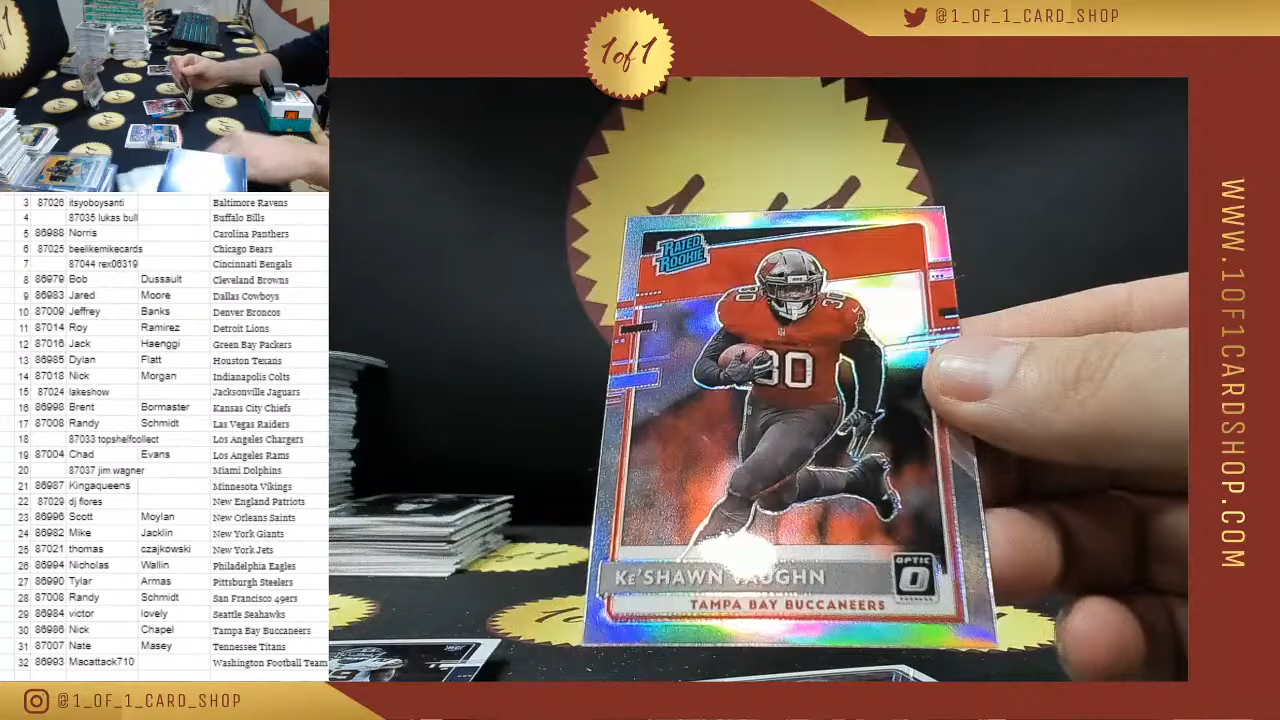 1of1
@1_OF_1_CARD_SHOP
3 87026 itsyoboysanti Baltimore Ravens
4 87035 lukas bull Buffalo Bills
5 86988 Norris Carolina Panthers
6 87025 beelikemikecards Chicago Bears
7 87044 rex06319 Cincinnati Bengals
8 86979 Bob Dussault Cleveland Browns
9 86983 Jared Moore Dallas Cowboys
10 87009 Jeffrey Banks Denver Broncos
11 87014 Roy Ramirez Detroit Lions
12 87016 Jack Haenggi Green Bay Packers
13 86985 Dylan Flatt Houston Texans
14 87018 Nick Morgan Indianapolis Colts
15 87024 lakeshow Jacksonville Jaguars
16 86998 Brent Bormaster Kansas City Chiefs
17 87008 Randy Schmidt Las Vegas Raiders
18 87033 topshelfcollect Los Angeles Chargers
19 87004 Chad Evans Los Angeles Rams
20 87037 jim wagner Miami Dolphins
21 86987 Kingaqueens Minnesota Vikings
22 87029 dj flores New England Patriots
23 86996 Scott Moylan New Orleans Saints
24 86982 Mike Jacklin New York Giants
25 87021 thomas czajkowski New York Jets
26 86994 Nicholas Wallin Philadelphia Eagles
27 86990 Tylar Armas Pittsburgh Steelers
28 87008 Randy Schmidt San Francisco 49ers
29 86984 victor lovely Seattle Seahawks
30 86986 Nick Chapel Tampa Bay Buccaneers
31 87007 Nate Masey Tennessee Titans
32 86993 Macattack710 Washington Football Team
RATED
ROOKIE
30
30
30
KE'SHAWN VAUGHN
OPTIC
TAMPA BAY BUCCANEERS
WWW.1OF1CARDSHOP.COM
@1_OF_1_CARD_SHOP